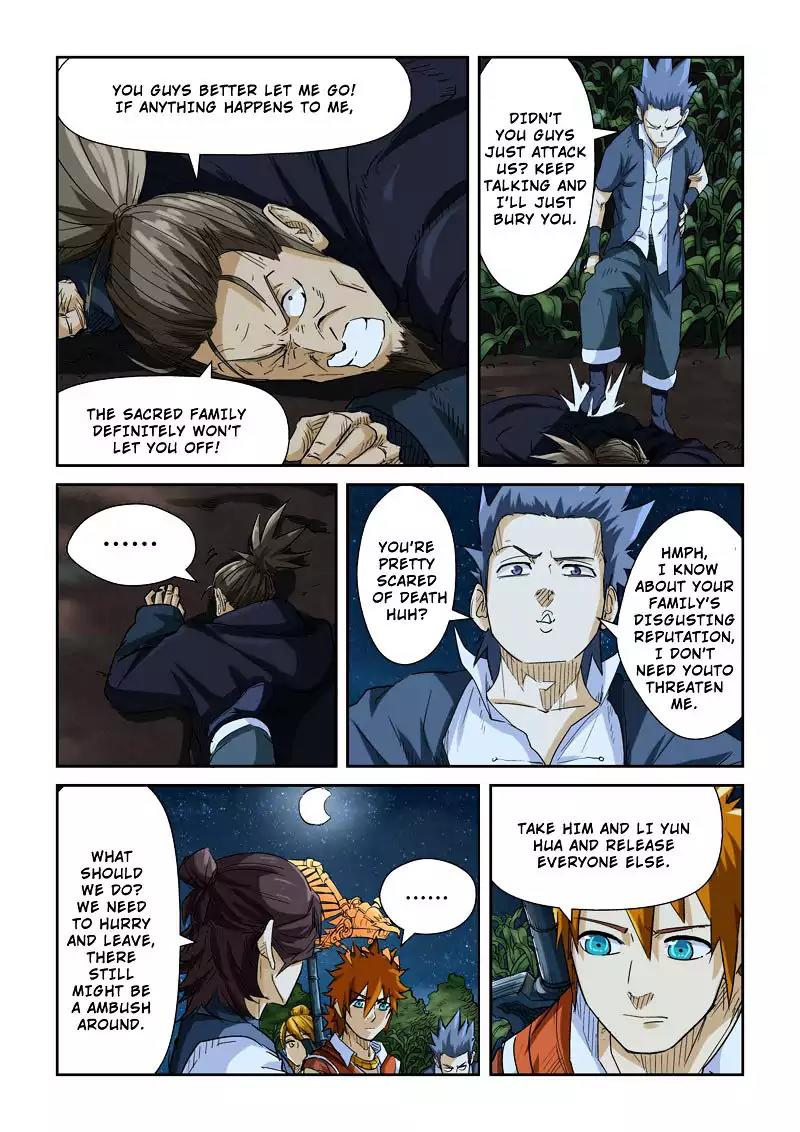 YOU GUYS BETTER LET ME GO!
IF ANYTHING HAPPENS TO ME,
THE SACRED FAMILY
DEFINITELY WON'T
LET YOU OFF!
DIDN'T
YOU GUYS
JUST ATTACK
US? KEEP
TALKING AND
I'LL JUST
BURY YOU.
······
YOU'RE
PRETTY
SCARED
OF DEATH
HUH?
HMPH,
I KNOW
ABOUT YOUR
FAMILY'S
DISGUSTING
REPUTATION,
I DON'T
NEED YOUTO
THREATEN
ME.
WHAT
SHOULD
WE DO?
WE NEED
TO HURRY
AND LEAVE,
THERE
STILL
MIGHT BE
A AMBUSH
AROUND.
······
TAKE HIM AND LI YUN
HUA AND RELEASE
EVERYONE ELSE.